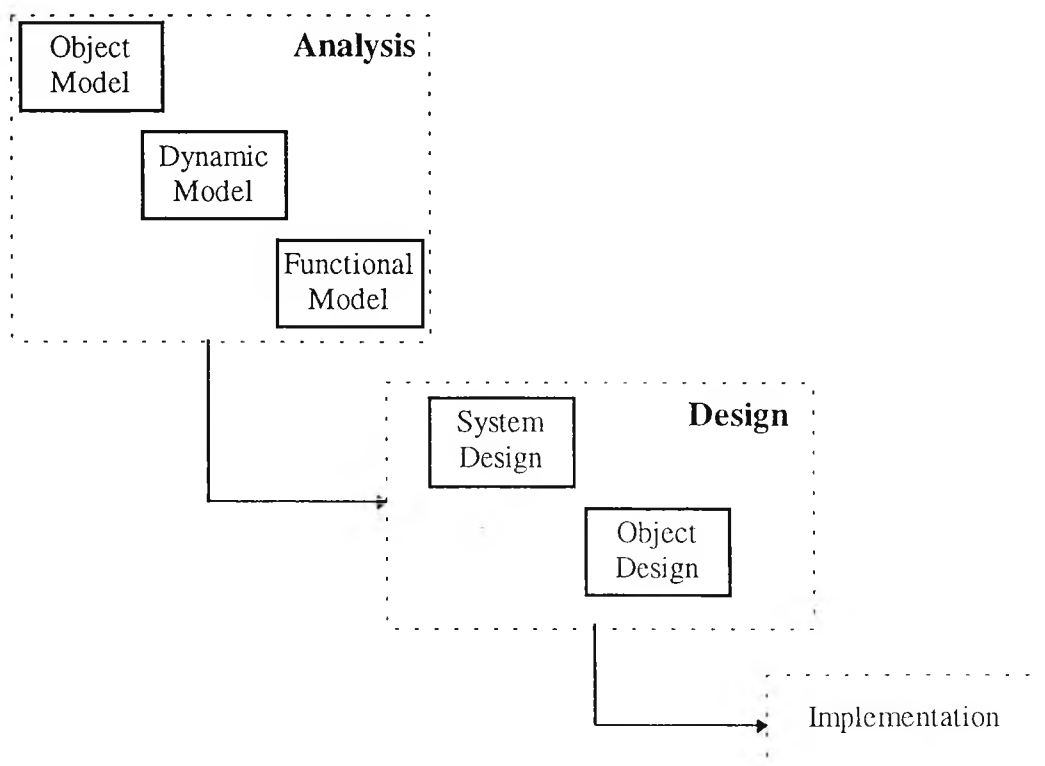 Object
Model
Analysis
Dynamic
Model
Functional
Model
System
Design
Design
Object
Design
Implementation